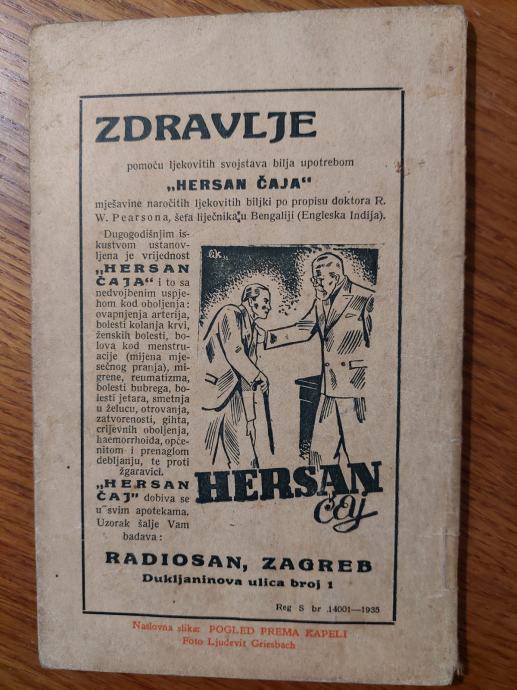 ZDRAVLJE
pomoću ljekovitih svojstava bilja upotrebom
„HERSAN ČAJA"
mješavine naročitih ljekovitih biljki po propisu doktora R.
W. Pearsona, šefa liječnika u Bengaliji (Engleska Indija).
Dugogodišnjim is-
kustvom ustanov-
ljena je vrijednost
„HERSAN
ČAJA" i to sa
nedvojbenim uspje-
hom kod oboljenja:
ovapnjenja arterija,
bolesti kolanja krvi,
ženskih bolesti, bo-
lova kod menstru-
acije (mijena mje-
sečnog pranja), mi-
grene, reumatizma,
bolesti bubrega, bo-
lesti jetara, smetnja
u želucu, otrovanja,
zatvorenosti, gihta,
crijevnih oboljenja,
haemorrhoida, opće-
nitom i prenaglom
debljanju, te proti
žgaravici.
„HERSAN
ČAJ" dobiva se
u svim apotekama.
Uzorak šalje Vam
badava:
HERSAN
čaj
RADIOSAN, ZAGREB
Dukljaninova ulica broj 1
Reg S br 14001—1935
Naslovna slika: POGLED PREMA KAPELI
Foto Ljudevit Griesbach